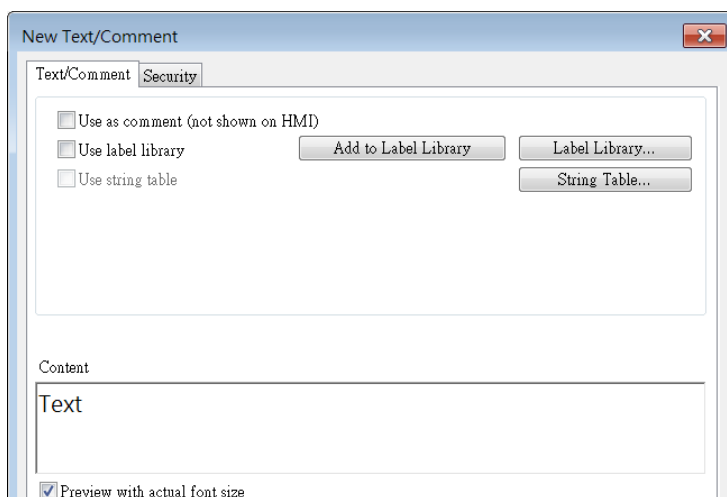 New Text/Comment
Text/Comment Security
Use as comment (not shown on HMI)
Use label library Add to Label Library Label Library...
Use string table String Table...
Content
Text
Preview with actual font size